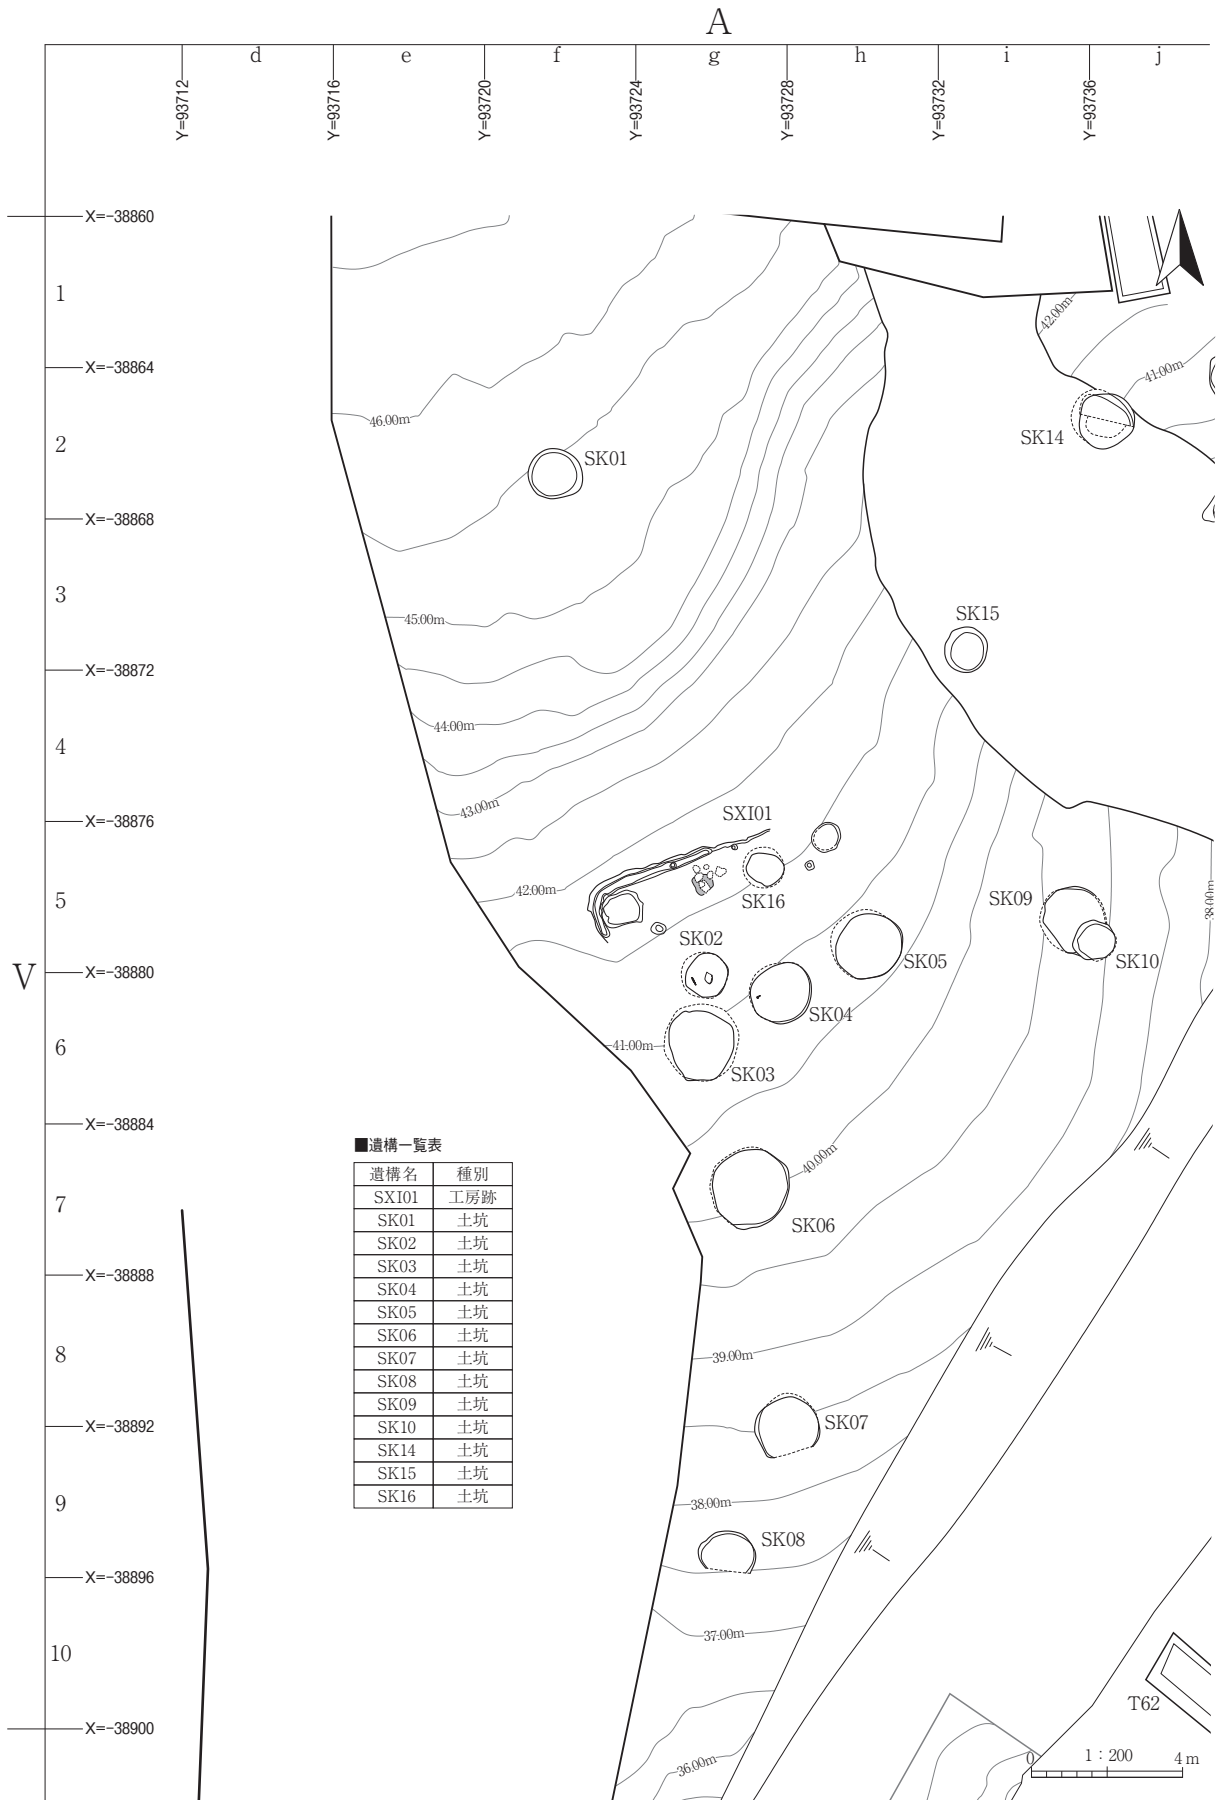 A
d e f g h i j
Y=93712 Y=93716 Y=93720 Y=93724 Y=93728 Y=93732 Y=93736
X=-38860
1
42.00m
X=-38864
41.00m
46.00m
2
SK14
SK01
X=-38868
3
SK15
45.00m
X=-38872
44.00m
4
43.00m
SXI01
X=-38876
42.00m
5
SK16
SK09
38.00m
SK02
SK05
SK10
V
X=-38880
SK04
41.00m
6
SK03
X=-38884
■遺構一覧表
40.00m
遺構名 種別
SXI01 工房跡
SK01 土坑
SK02 土坑
SK03 土坑
SK04 土坑
SK05 土坑
SK06 土坑
SK07 土坑
SK08 土坑
SK09 土坑
SK10 土坑
SK14 土坑
SK15 土坑
SK16 土坑
7
SK06
X=-38888
8
39.00m
SK07
X=-38892
9
38.00m
SK08
X=-38896
37.00m
10
T62
X=-38900
36.00m
0 1：200 4m